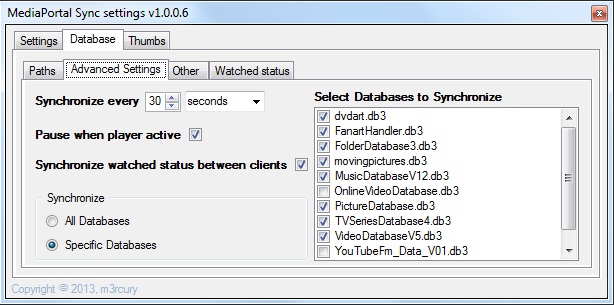 MediaPortal Sync settings v1.0.0.6
Settings Database Thumbs
Paths Advanced Settings Other Watched status
Synchronize every 30 seconds
Pause when player active
Synchronize watched status between clients
Synchronize
All Databases
Specific Databases
Select Databases to Synchronize
dvdart.db3
FanartHandler.db3
FolderDatabase3.db3
movingpictures.db3
MusicDatabaseV12.db3
OnlineVideoDatabase.db3
PictureDatabase.db3
TVSeriesDatabase4.db3
VideoDatabaseV5.db3
YouTubeFm_Data_V01.db3
Copyright © 2013, m3rcury